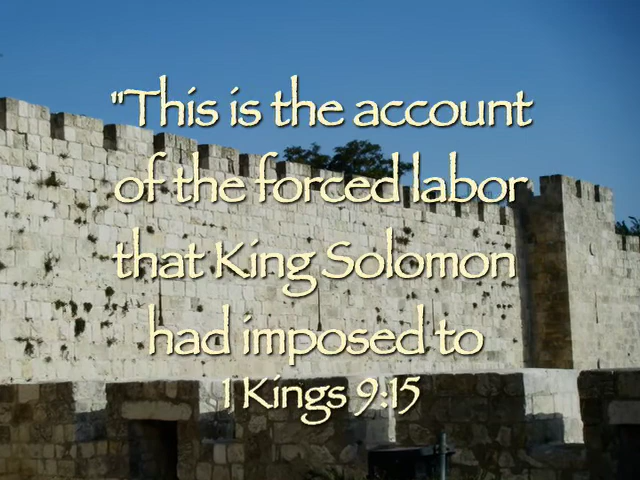 "This is the account
of the forced labor
that King Solomon
had imposed to
1 Kings 9:15